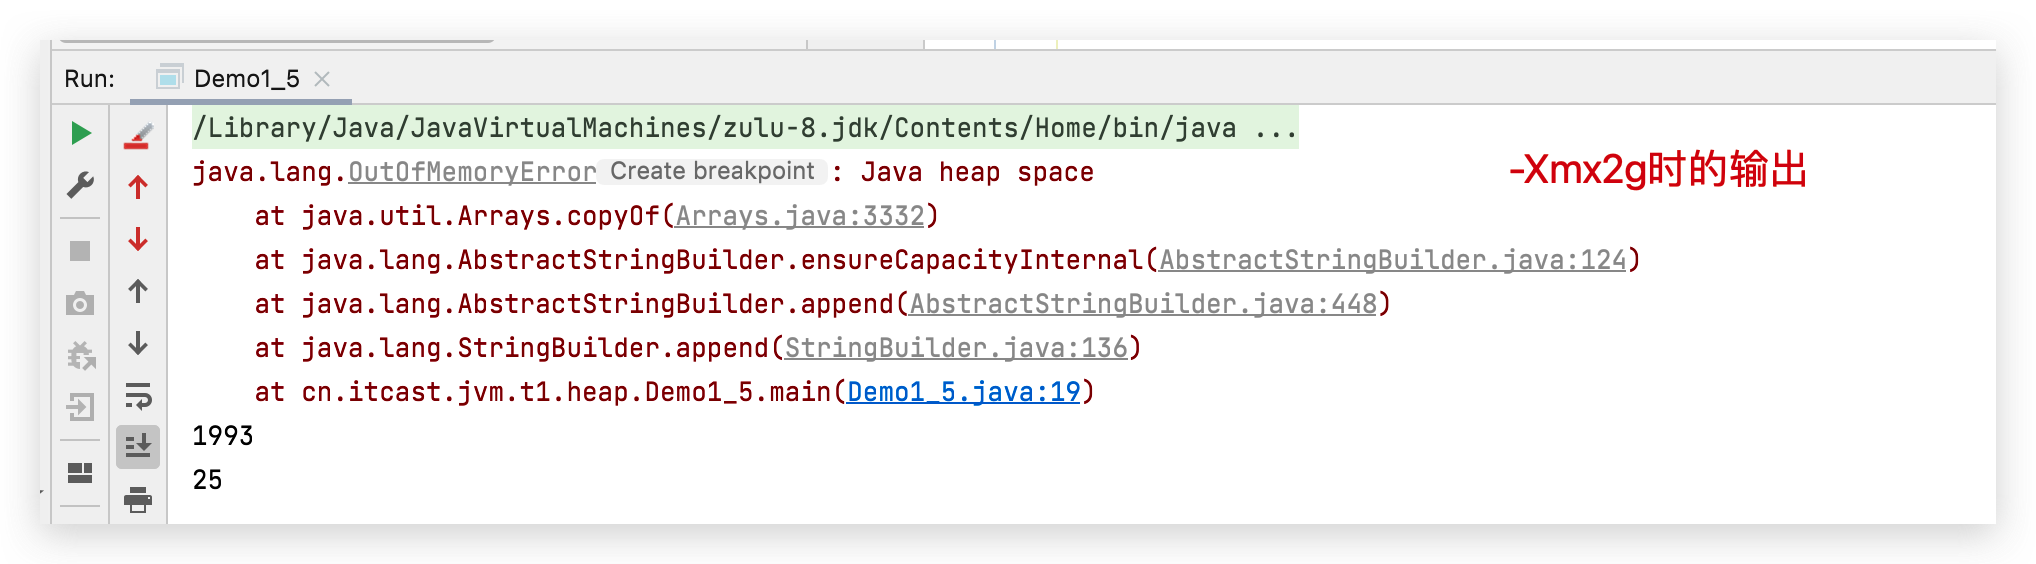 Run: Demo1_5
/Library/Java/JavaVirtualMachines/zulu-8.jdk/Contents/Home/bin/java ...
java.lang.OutOfMemoryError Create breakpoint : Java heap space
-Xmx2g时的输出
at java.util.Arrays.copyOf(Arrays.java:3332)
at java.lang.AbstractStringBuilder.ensureCapacityInternal(AbstractStringBuilder.java:124)
at java.lang.AbstractStringBuilder.append(AbstractStringBuilder.java:448)
at java.lang.StringBuilder.append(StringBuilder.java:136)
at cn.itcast.jvm.t1.heap.Demo1_5.main(Demo1_5.java:19)
1993
25